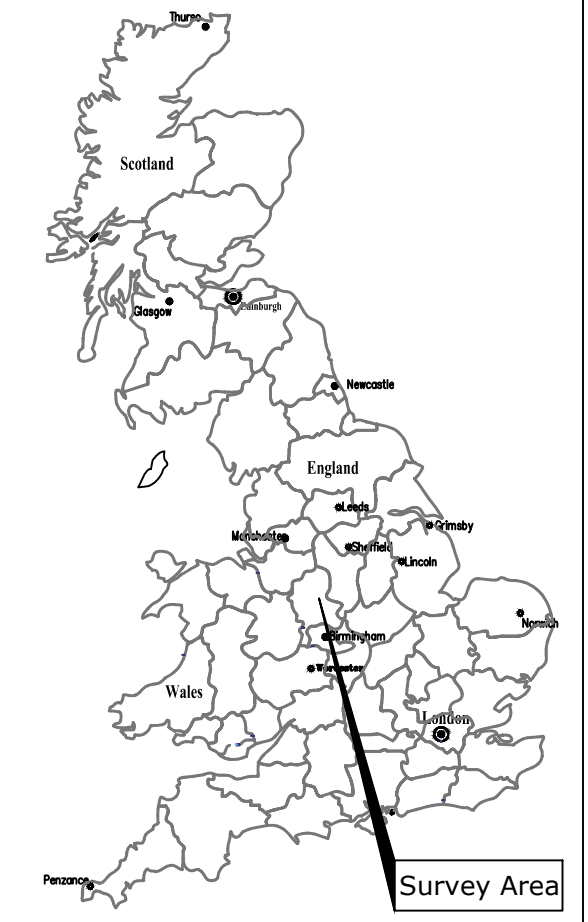 Thurso
Scotland
Glasgow
Edinburgh
Newcastle
England
Leeds
Grimsby
Manchester
Sheffield
Lincoln
Norwich
Birmingham
Worcester
Wales
London
Penzance
Survey Area